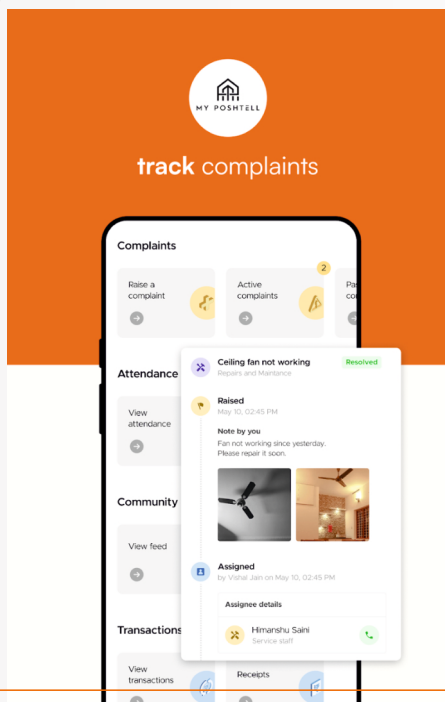 MY POSHTELL
track complaints
Complaints
Raise a
complaint
2
Active
complaints
Attendance
View
attendance
Community
View feed
Transactions
View
transactions
Receipts
Ceiling fan not working
Resolved
Repairs and Maintance
Raised
May 10, 02:45 PM
Note by you
Fan not working since yesterday.
Please repair it soon.
Assigned
by Vishal Jain on May 10, 02:45 PM
Assignee details
Himanshu Saini
Service staff